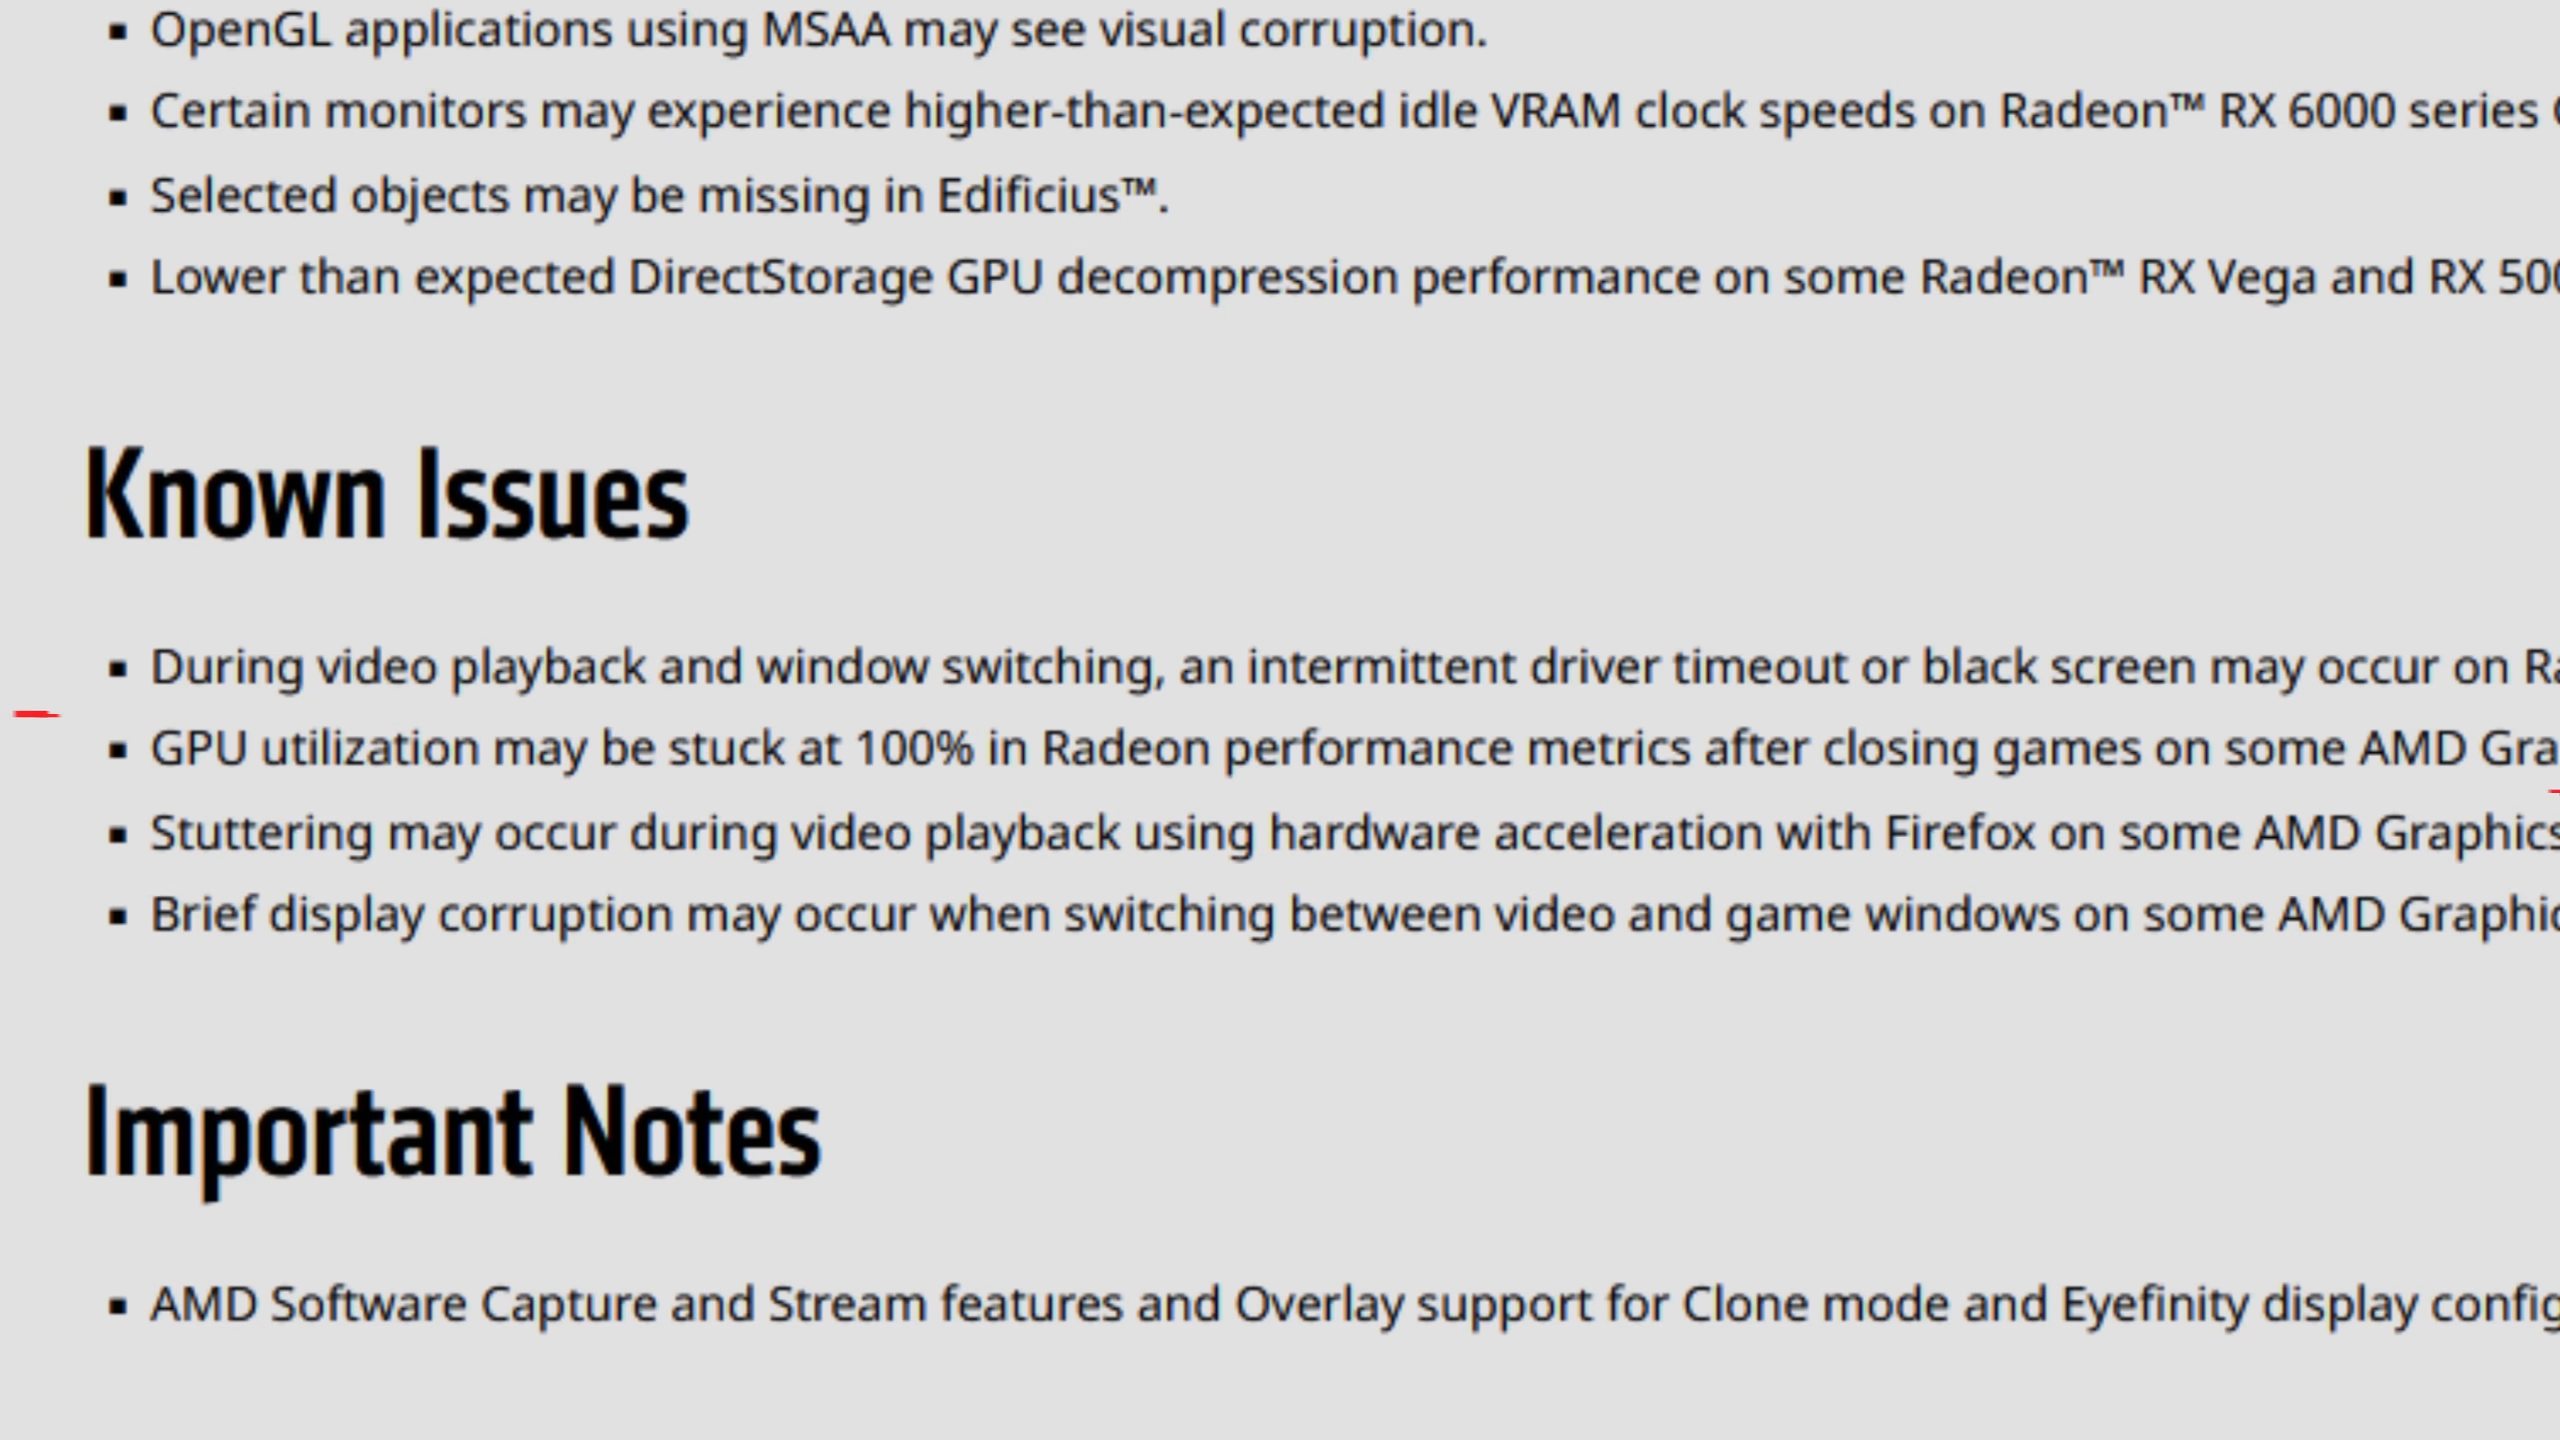 OpenGL applications using MSAA may see visual corruption.
Certain monitors may experience higher-than-expected idle VRAM clock speeds on Radeon™ RX 6000 series
Selected objects may be missing in Edificius™.
Lower than expected DirectStorage GPU decompression performance on some Radeon™ RX Vega and RX 500
Known Issues
During video playback and window switching, an intermittent driver timeout or black screen may occur on Ra
GPU utilization may be stuck at 100% in Radeon performance metrics after closing games on some AMD Gra
Stuttering may occur during video playback using hardware acceleration with Firefox on some AMD Graphics
Brief display corruption may occur when switching between video and game windows on some AMD Graphic
Important Notes
AMD Software Capture and Stream features and Overlay support for Clone mode and Eyefinity display config